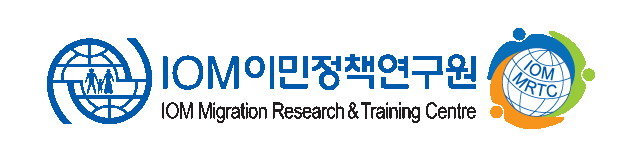 IOM이민정책연구원
IOM Migration Research & Training Centre
IOM
MRTC